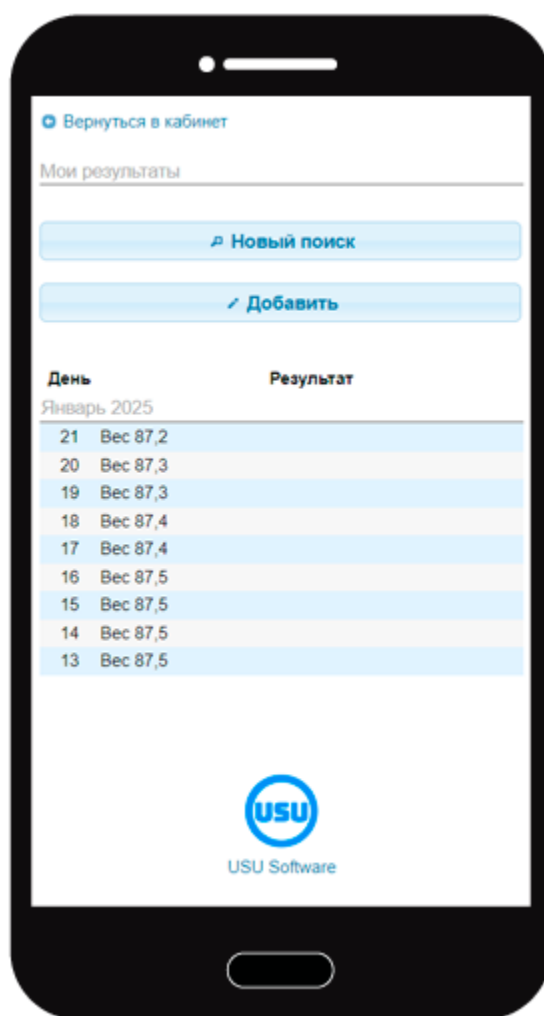 Вернуться в кабинет
Мои результаты
Новый поиск
Добавить
День Результат
Январь 2025
21 Вес 87,2
20 Вес 87,3
19 Вес 87,3
18 Вес 87,4
17 Вес 87,4
16 Вес 87,5
15 Вес 87,5
14 Вес 87,5
13 Вес 87,5
USU
USU Software